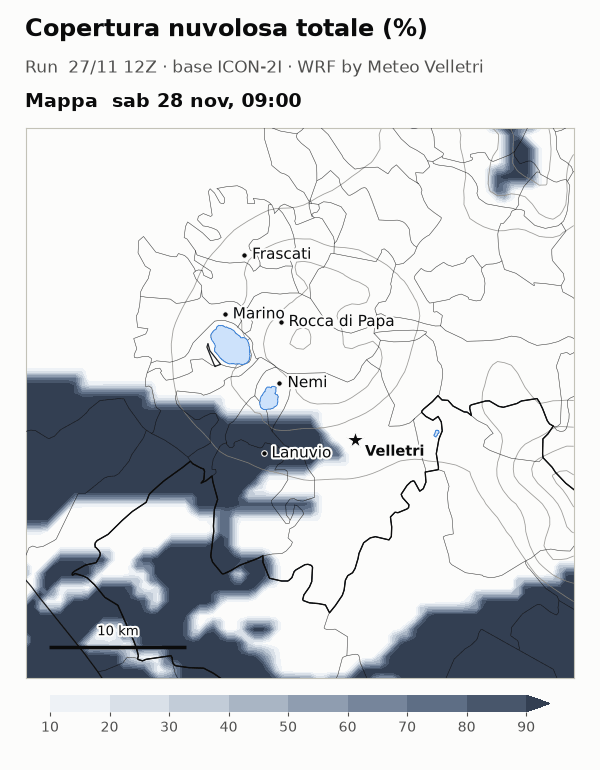 Copertura nuvolosa totale (%)
Run  27/11 12Z · base ICON-2I · WRF by Meteo Velletri
Mappa  sab 28 nov, 09:00
Frascati
Marino
Rocca di Papa
Nemi
Velletri
Lanuvio
10 km
10 20 30 40 50 60 70 80 90